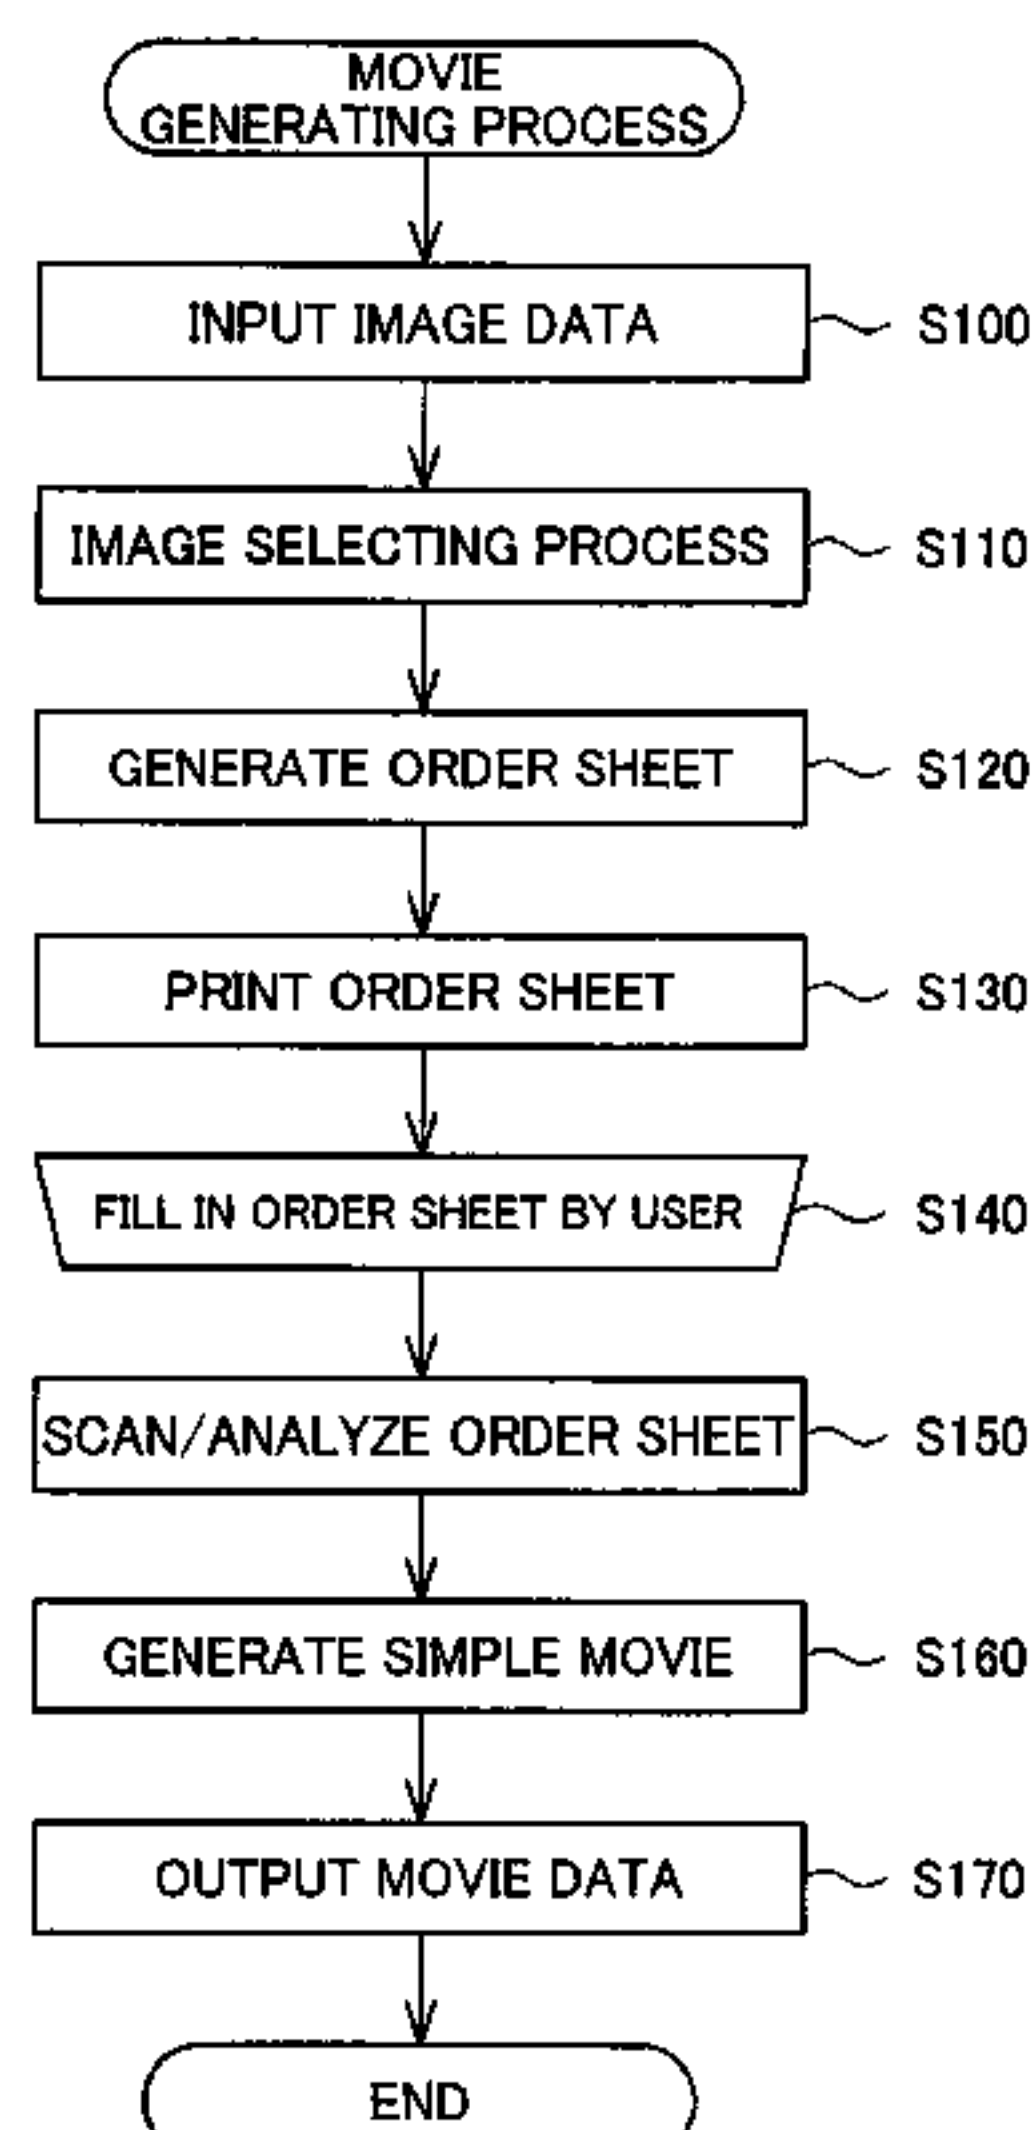 MOVIE
GENERATING PROCESS
INPUT IMAGE DATA
S100
IMAGE SELECTING PROCESS
S110
GENERATE ORDER SHEET
S120
PRINT ORDER SHEET
S130
FILL IN ORDER SHEET BY USER
S140
SCAN/ANALYZE ORDER SHEET
S150
GENERATE SIMPLE MOVIE
S160
OUTPUT MOVIE DATA
S170
END